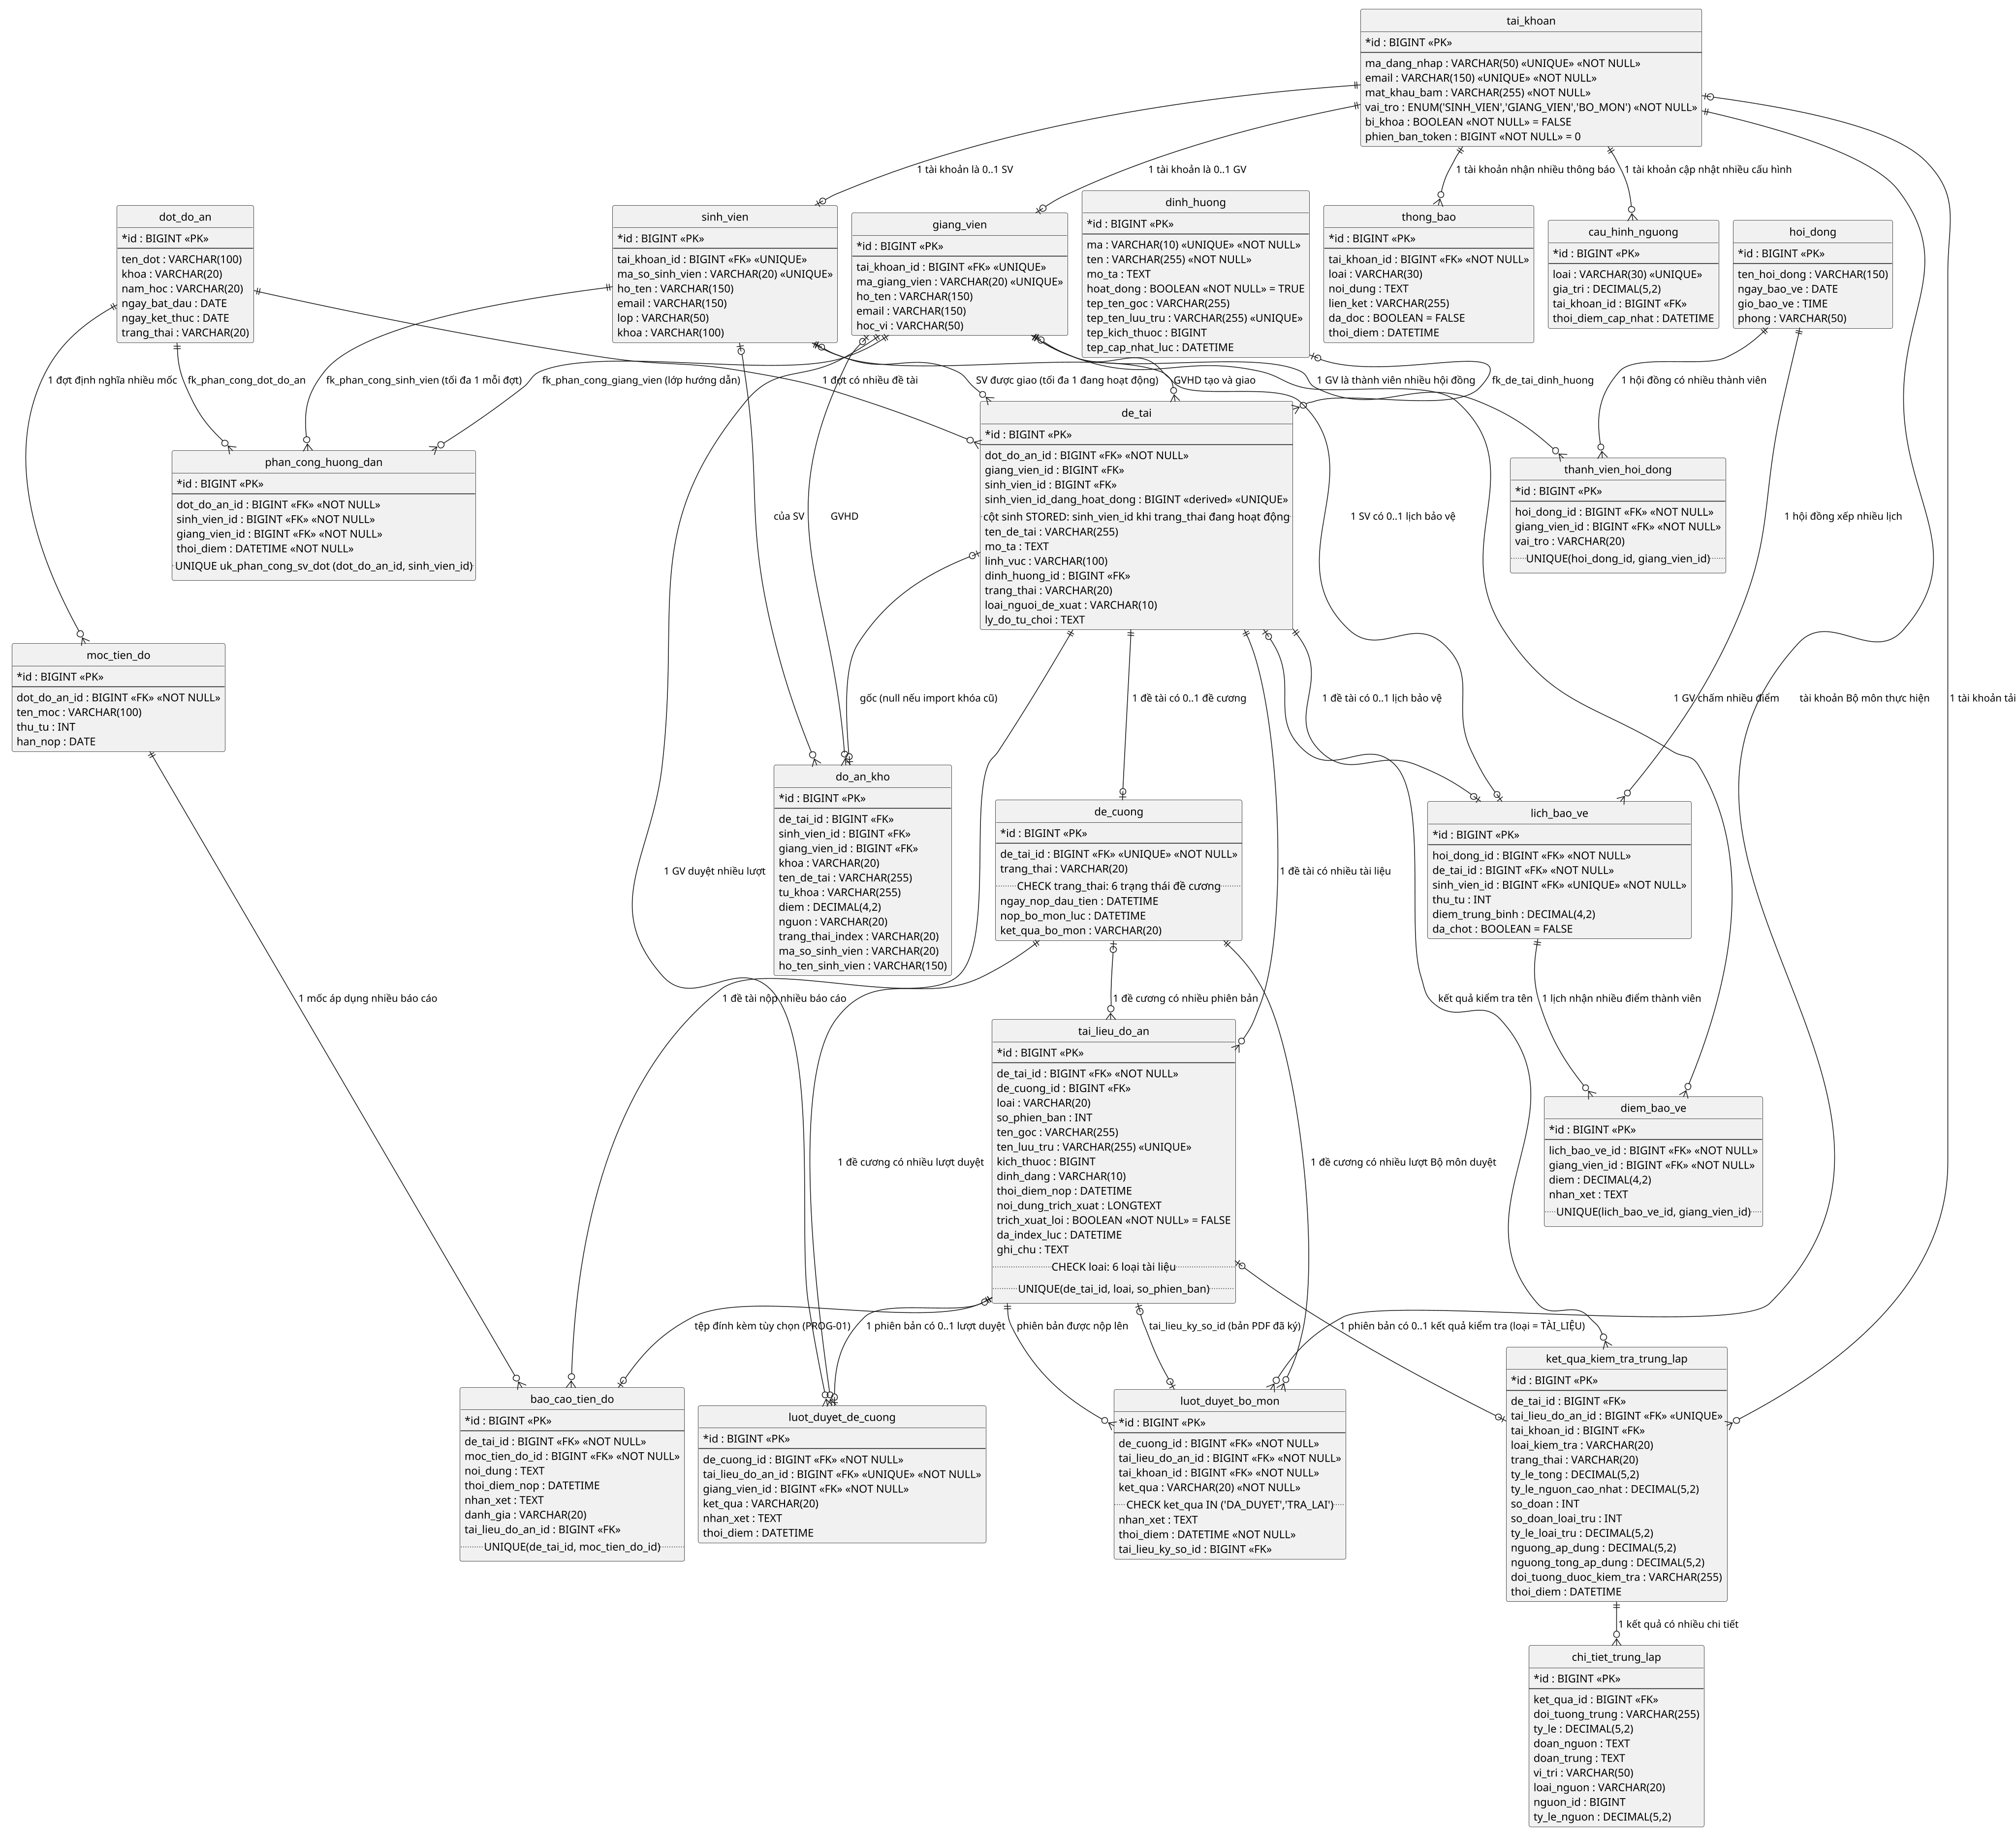 tai_khoan
*id : BIGINT «PK»
ma_dang_nhap : VARCHAR(50) «UNIQUE» «NOT NULL»
email : VARCHAR(150) «UNIQUE» «NOT NULL»
mat_khau_bam : VARCHAR(255) «NOT NULL»
vai_tro : ENUM('SINH_VIEN','GIANG_VIEN','BO_MON') «NOT NULL»
bi_khoa : BOOLEAN «NOT NULL» = FALSE
phien_ban_token : BIGINT «NOT NULL» = 0
1 tài khoản là 0..1 SV
1 tài khoản là 0..1 GV
1 tài khoản nhận nhiều thông báo
1 tài khoản cập nhật nhiều cấu hình
dot_do_an
*id : BIGINT «PK»
ten_dot : VARCHAR(100)
khoa : VARCHAR(20)
nam_hoc : VARCHAR(20)
ngay_bat_dau : DATE
ngay_ket_thuc : DATE
trang_thai : VARCHAR(20)
sinh_vien
*id : BIGINT «PK»
tai_khoan_id : BIGINT «FK» «UNIQUE»
ma_so_sinh_vien : VARCHAR(20) «UNIQUE»
ho_ten : VARCHAR(150)
email : VARCHAR(150)
lop : VARCHAR(50)
khoa : VARCHAR(100)
giang_vien
*id : BIGINT «PK»
tai_khoan_id : BIGINT «FK» «UNIQUE»
ma_giang_vien : VARCHAR(20) «UNIQUE»
ho_ten : VARCHAR(150)
email : VARCHAR(150)
hoc_vi : VARCHAR(50)
dinh_huong
*id : BIGINT «PK»
ma : VARCHAR(10) «UNIQUE» «NOT NULL»
ten : VARCHAR(255) «NOT NULL»
mo_ta : TEXT
hoat_dong : BOOLEAN «NOT NULL» = TRUE
tep_ten_goc : VARCHAR(255)
tep_ten_luu_tru : VARCHAR(255) «UNIQUE»
tep_kich_thuoc : BIGINT
tep_cap_nhat_luc : DATETIME
thong_bao
*id : BIGINT «PK»
tai_khoan_id : BIGINT «FK» «NOT NULL»
loai : VARCHAR(30)
noi_dung : TEXT
lien_ket : VARCHAR(255)
da_doc : BOOLEAN = FALSE
thoi_diem : DATETIME
cau_hinh_nguong
*id : BIGINT «PK»
loai : VARCHAR(30) «UNIQUE»
gia_tri : DECIMAL(5,2)
tai_khoan_id : BIGINT «FK»
thoi_diem_cap_nhat : DATETIME
hoi_dong
*id : BIGINT «PK»
ten_hoi_dong : VARCHAR(150)
ngay_bao_ve : DATE
gio_bao_ve : TIME
phong : VARCHAR(50)
1 đợt định nghĩa nhiều mốc
fk_phan_cong_dot_do_an
fk_phan_cong_sinh_vien (tối đa 1 mỗi đợt)
fk_phan_cong_giang_vien (lớp hướng dẫn)
1 đợt có nhiều đề tài
SV được giao (tối đa 1 đang hoạt động)
GVHD tạo và giao
1 GV là thành viên nhiều hội đồng
fk_de_tai_dinh_huong
1 hội đồng có nhiều thành viên
phan_cong_huong_dan
*id : BIGINT «PK»
dot_do_an_id : BIGINT «FK» «NOT NULL»
sinh_vien_id : BIGINT «FK» «NOT NULL»
giang_vien_id : BIGINT «FK» «NOT NULL»
thoi_diem : DATETIME «NOT NULL»
UNIQUE uk_phan_cong_sv_dot (dot_do_an_id, sinh_vien_id)
de_tai
*id : BIGINT «PK»
dot_do_an_id : BIGINT «FK» «NOT NULL»
giang_vien_id : BIGINT «FK»
sinh_vien_id : BIGINT «FK»
sinh_vien_id_dang_hoat_dong : BIGINT «derived» «UNIQUE»
cột sinh STORED: sinh_vien_id khi trang_thai đang hoạt động
ten_de_tai : VARCHAR(255)
mo_ta : TEXT
linh_vuc : VARCHAR(100)
dinh_huong_id : BIGINT «FK»
trang_thai : VARCHAR(20)
loai_nguoi_de_xuat : VARCHAR(10)
ly_do_tu_choi : TEXT
thanh_vien_hoi_dong
*id : BIGINT «PK»
hoi_dong_id : BIGINT «FK» «NOT NULL»
giang_vien_id : BIGINT «FK» «NOT NULL»
vai_tro : VARCHAR(20)
UNIQUE(hoi_dong_id, giang_vien_id)
của SV
GVHD
1 SV có 0..1 lịch bảo vệ
1 hội đồng xếp nhiều lịch
moc_tien_do
*id : BIGINT «PK»
dot_do_an_id : BIGINT «FK» «NOT NULL»
ten_moc : VARCHAR(100)
thu_tu : INT
han_nop : DATE
gốc (null nếu import khóa cũ)
1 đề tài có 0..1 đề cương
1 đề tài có 0..1 lịch bảo vệ
1 GV chấm nhiều điểm
tài khoản Bộ môn thực hiện
1 tài khoản tải
do_an_kho
*id : BIGINT «PK»
de_tai_id : BIGINT «FK»
sinh_vien_id : BIGINT «FK»
giang_vien_id : BIGINT «FK»
khoa : VARCHAR(20)
ten_de_tai : VARCHAR(255)
tu_khoa : VARCHAR(255)
diem : DECIMAL(4,2)
nguon : VARCHAR(20)
trang_thai_index : VARCHAR(20)
ma_so_sinh_vien : VARCHAR(20)
ho_ten_sinh_vien : VARCHAR(150)
de_cuong
*id : BIGINT «PK»
de_tai_id : BIGINT «FK» «UNIQUE» «NOT NULL»
trang_thai : VARCHAR(20)
CHECK trang_thai: 6 trạng thái đề cương
ngay_nop_dau_tien : DATETIME
nop_bo_mon_luc : DATETIME
ket_qua_bo_mon : VARCHAR(20)
lich_bao_ve
*id : BIGINT «PK»
hoi_dong_id : BIGINT «FK» «NOT NULL»
de_tai_id : BIGINT «FK» «NOT NULL»
sinh_vien_id : BIGINT «FK» «UNIQUE» «NOT NULL»
thu_tu : INT
diem_trung_binh : DECIMAL(4,2)
da_chot : BOOLEAN = FALSE
1 GV duyệt nhiều lượt
1 đề tài có nhiều tài liệu
1 mốc áp dụng nhiều báo cáo
1 đề tài nộp nhiều báo cáo
1 đề cương có nhiều phiên bản
kết quả kiểm tra tên
1 lịch nhận nhiều điểm thành viên
tai_lieu_do_an
*id : BIGINT «PK»
de_tai_id : BIGINT «FK» «NOT NULL»
de_cuong_id : BIGINT «FK»
loai : VARCHAR(20)
so_phien_ban : INT
ten_goc : VARCHAR(255)
ten_luu_tru : VARCHAR(255) «UNIQUE»
kich_thuoc : BIGINT
dinh_dang : VARCHAR(10)
thoi_diem_nop : DATETIME
noi_dung_trich_xuat : LONGTEXT
trich_xuat_loi : BOOLEAN «NOT NULL» = FALSE
da_index_luc : DATETIME
ghi_chu : TEXT
CHECK loai: 6 loại tài liệu
UNIQUE(de_tai_id, loai, so_phien_ban)
diem_bao_ve
*id : BIGINT «PK»
lich_bao_ve_id : BIGINT «FK» «NOT NULL»
giang_vien_id : BIGINT «FK» «NOT NULL»
diem : DECIMAL(4,2)
nhan_xet : TEXT
UNIQUE(lich_bao_ve_id, giang_vien_id)
1 đề cương có nhiều lượt duyệt
1 đề cương có nhiều lượt Bộ môn duyệt
tệp đính kèm tùy chọn (PROG-01)
1 phiên bản có 0..1 lượt duyệt
phiên bản được nộp lên
tai_lieu_ky_so_id (bản PDF đã ký)
1 phiên bản có 0..1 kết quả kiểm tra (loại = TÀI_LIỆU)
bao_cao_tien_do
*id : BIGINT «PK»
de_tai_id : BIGINT «FK» «NOT NULL»
moc_tien_do_id : BIGINT «FK» «NOT NULL»
noi_dung : TEXT
thoi_diem_nop : DATETIME
nhan_xet : TEXT
danh_gia : VARCHAR(20)
tai_lieu_do_an_id : BIGINT «FK»
UNIQUE(de_tai_id, moc_tien_do_id)
luot_duyet_de_cuong
*id : BIGINT «PK»
de_cuong_id : BIGINT «FK» «NOT NULL»
tai_lieu_do_an_id : BIGINT «FK» «UNIQUE» «NOT NULL»
giang_vien_id : BIGINT «FK» «NOT NULL»
ket_qua : VARCHAR(20)
nhan_xet : TEXT
thoi_diem : DATETIME
luot_duyet_bo_mon
*id : BIGINT «PK»
de_cuong_id : BIGINT «FK» «NOT NULL»
tai_lieu_do_an_id : BIGINT «FK» «NOT NULL»
tai_khoan_id : BIGINT «FK» «NOT NULL»
ket_qua : VARCHAR(20) «NOT NULL»
CHECK ket_qua IN ('DA_DUYET','TRA_LAI')
nhan_xet : TEXT
thoi_diem : DATETIME «NOT NULL»
tai_lieu_ky_so_id : BIGINT «FK»
ket_qua_kiem_tra_trung_lap
*id : BIGINT «PK»
de_tai_id : BIGINT «FK»
tai_lieu_do_an_id : BIGINT «FK» «UNIQUE»
tai_khoan_id : BIGINT «FK»
loai_kiem_tra : VARCHAR(20)
trang_thai : VARCHAR(20)
ty_le_tong : DECIMAL(5,2)
ty_le_nguon_cao_nhat : DECIMAL(5,2)
so_doan : INT
so_doan_loai_tru : INT
ty_le_loai_tru : DECIMAL(5,2)
nguong_ap_dung : DECIMAL(5,2)
nguong_tong_ap_dung : DECIMAL(5,2)
doi_tuong_duoc_kiem_tra : VARCHAR(255)
thoi_diem : DATETIME
1 kết quả có nhiều chi tiết
chi_tiet_trung_lap
*id : BIGINT «PK»
ket_qua_id : BIGINT «FK»
doi_tuong_trung : VARCHAR(255)
ty_le : DECIMAL(5,2)
doan_nguon : TEXT
doan_trung : TEXT
vi_tri : VARCHAR(50)
loai_nguon : VARCHAR(20)
nguon_id : BIGINT
ty_le_nguon : DECIMAL(5,2)